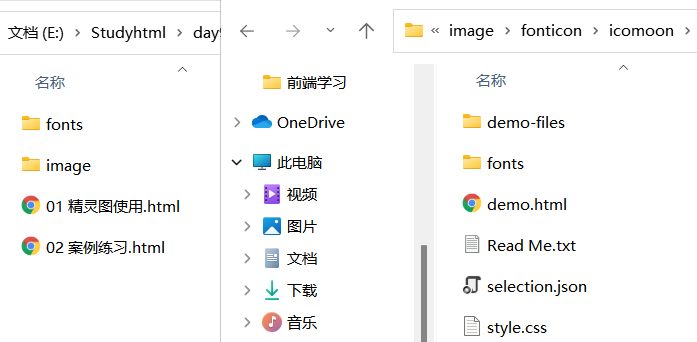 文档 (E:) > Studyhtml >
名称
fonts
image
01 精灵图使用.html
02 案例练习.html
image > fonticon > icomoon >
前端学习
OneDrive
此电脑
视频
图片
文档
下载
音乐
名称
demo-files
fonts
demo.html
Read Me.txt
selection.json
style.css